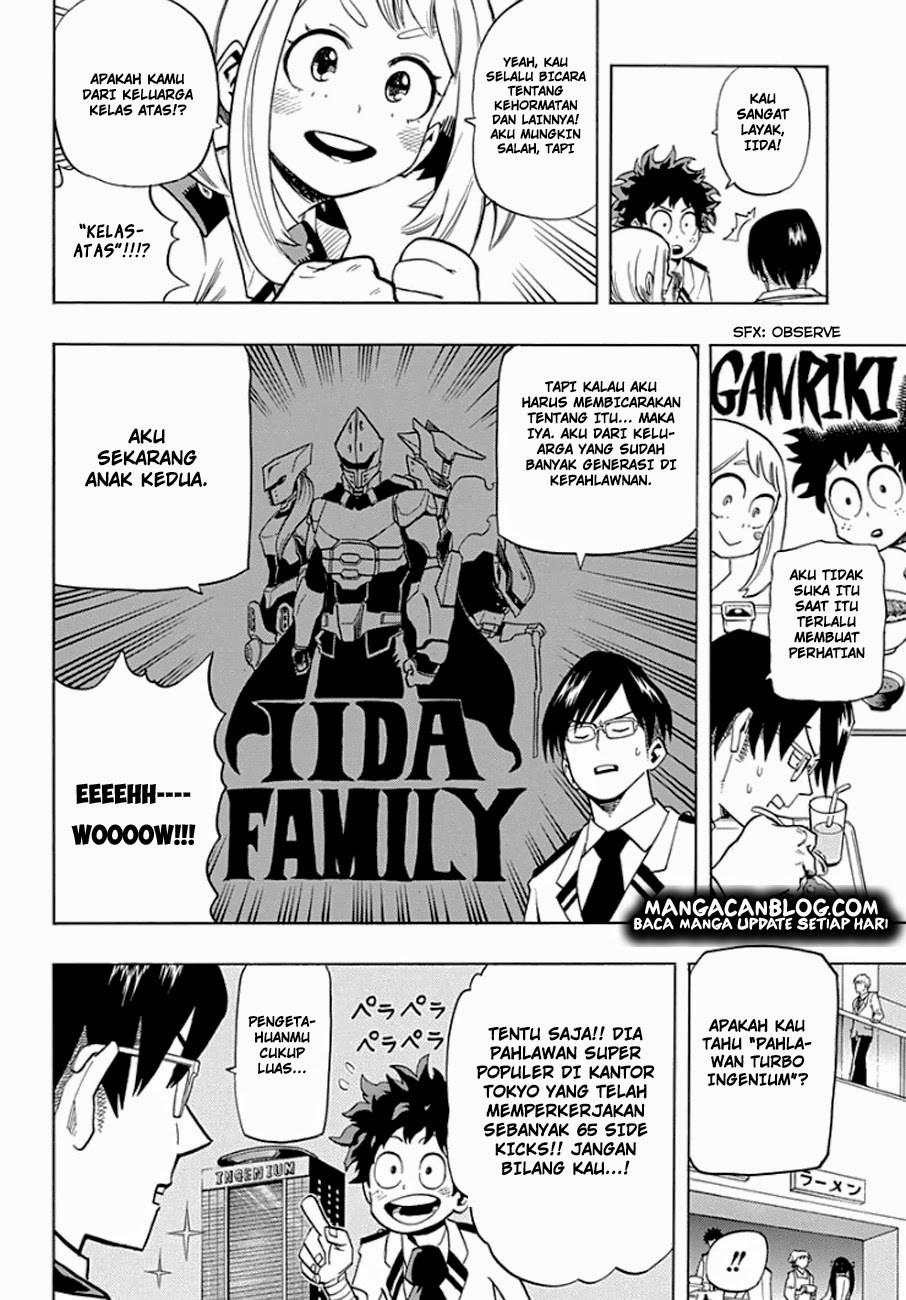 KAU
SANGAT
LAYAK,
IIDA!
YEAH, KAU
SELALU BICARA
TENTANG
KEHORMATAN
DAN LAINNYA!
AKU MUNGKIN
SALAH, TAPI
APAKAH KAMU
DARI KELUARGA
KELAS ATAS!?
"KELAS-
ATAS"!!!?
SFX: OBSERVE
GANRIKI
AKU TIDAK
SUKA ITU
SAAT ITU
TERLALU
MEMBUAT
PERHATIAN
TAPI KALAU AKU
HARUS MEMBICARAKAN
TENTANG ITU... MAKA
IYA. AKU DARI KELU-
ARGA YANG SUDAH
BANYAK GENERASI DI
KEPAHLAWNAN.
AKU
SEKARANG
ANAK KEDUA.
IIDA
FAMILY
EEEEHH----
WOOOOW!!!
MANGACANBLOG.COM
BACA MANGA UPDATE SETIAP HARI
APAKAH KAU
TAHU "PAHLA-
WAN TURBO
INGENIUM"?
ラーメン
!!
TENTU SAJA!! DIA
PAHLAWAN SUPER
POPULER DI KANTOR
TOKYO YANG TELAH
MEMPERKERJAKAN
SEBANYAK 65 SIDE
KICKS!! JANGAN
BILANG KAU...!
ペラペラ
ペラペラ
PENGETA-
HUANMU
CUKUP
LUAS...
INGENIUM